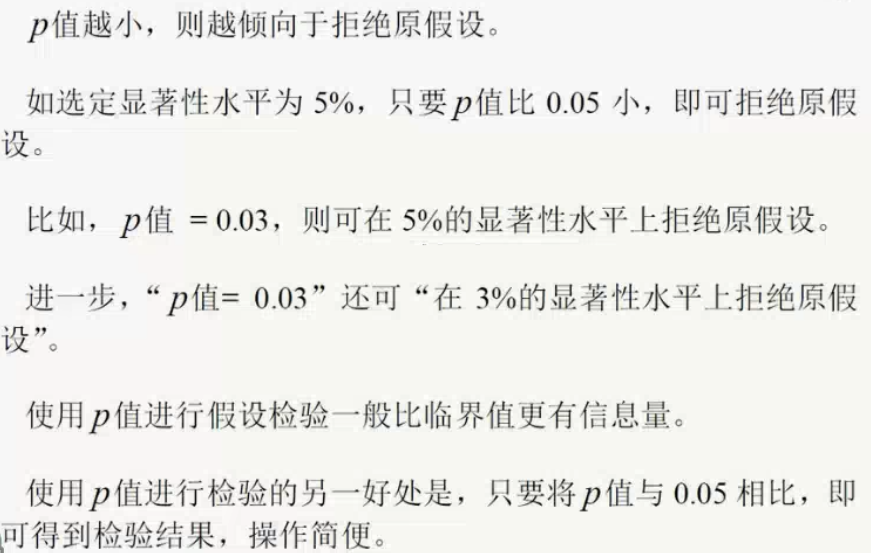 p值越小，则越倾向于拒绝原假设。
如选定显著性水平为 5%，只要p值比 0.05 小，即可拒绝原假
设。
比如，p值 = 0.03，则可在 5%的显著性水平上拒绝原假设。
进一步，“p值= 0.03”还可“在 3%的显著性水平上拒绝原假
设”。
使用p值进行假设检验一般比临界值更有信息量。
使用p值进行检验的另一好处是，只要将p值与 0.05 相比，即
可得到检验结果，操作简便。